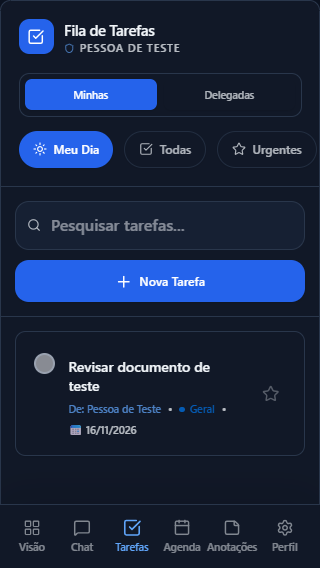 Fila de Tarefas
PESSOA DE TESTE
Minhas
Delegadas
Meu Dia
Todas
Urgentes
Pesquisar tarefas...
Nova Tarefa
Revisar documento de
teste
De: Pessoa de Teste • Geral •
16/11/2026
Visão
Chat
Tarefas
Agenda
Anotações
Perfil